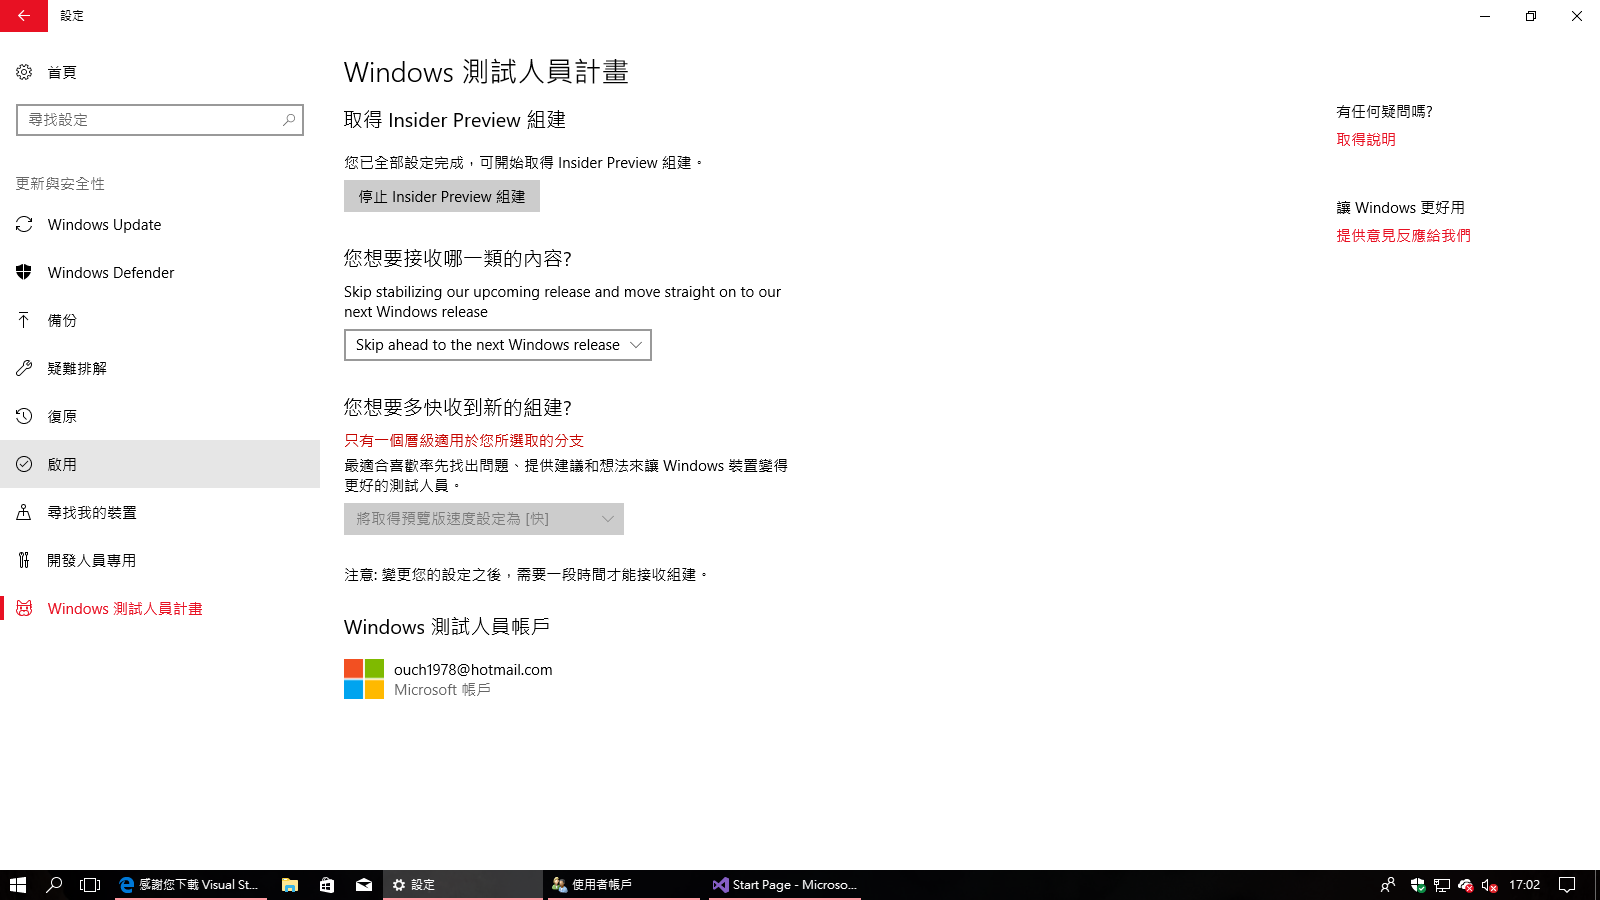 設定
首頁
尋找設定
更新與安全性
Windows Update
Windows Defender
備份
疑難排解
復原
啟用
尋找我的裝置
開發人員專用
Windows 測試人員計畫
Windows 測試人員計畫
取得 Insider Preview 組建
您已全部設定完成，可開始取得 Insider Preview 組建。
停止 Insider Preview 組建
您想要接收哪一類的內容?
Skip stabilizing our upcoming release and move straight on to our
next Windows release
Skip ahead to the next Windows release
您想要多快收到新的組建?
只有一個層級適用於您所選取的分支
最適合喜歡率先找出問題、提供建議和想法來讓 Windows 裝置變得
更好的測試人員。
將取得預覽版速度設定為 [快]
注意: 變更您的設定之後，需要一段時間才能接收組建。
Windows 測試人員帳戶
ouch1978@hotmail.com
Microsoft 帳戶
有任何疑問嗎?
取得說明
讓 Windows 更好用
提供意見反應給我們
感謝您下載 Visual St...
設定
使用者帳戶
Start Page - Microso...
17:02